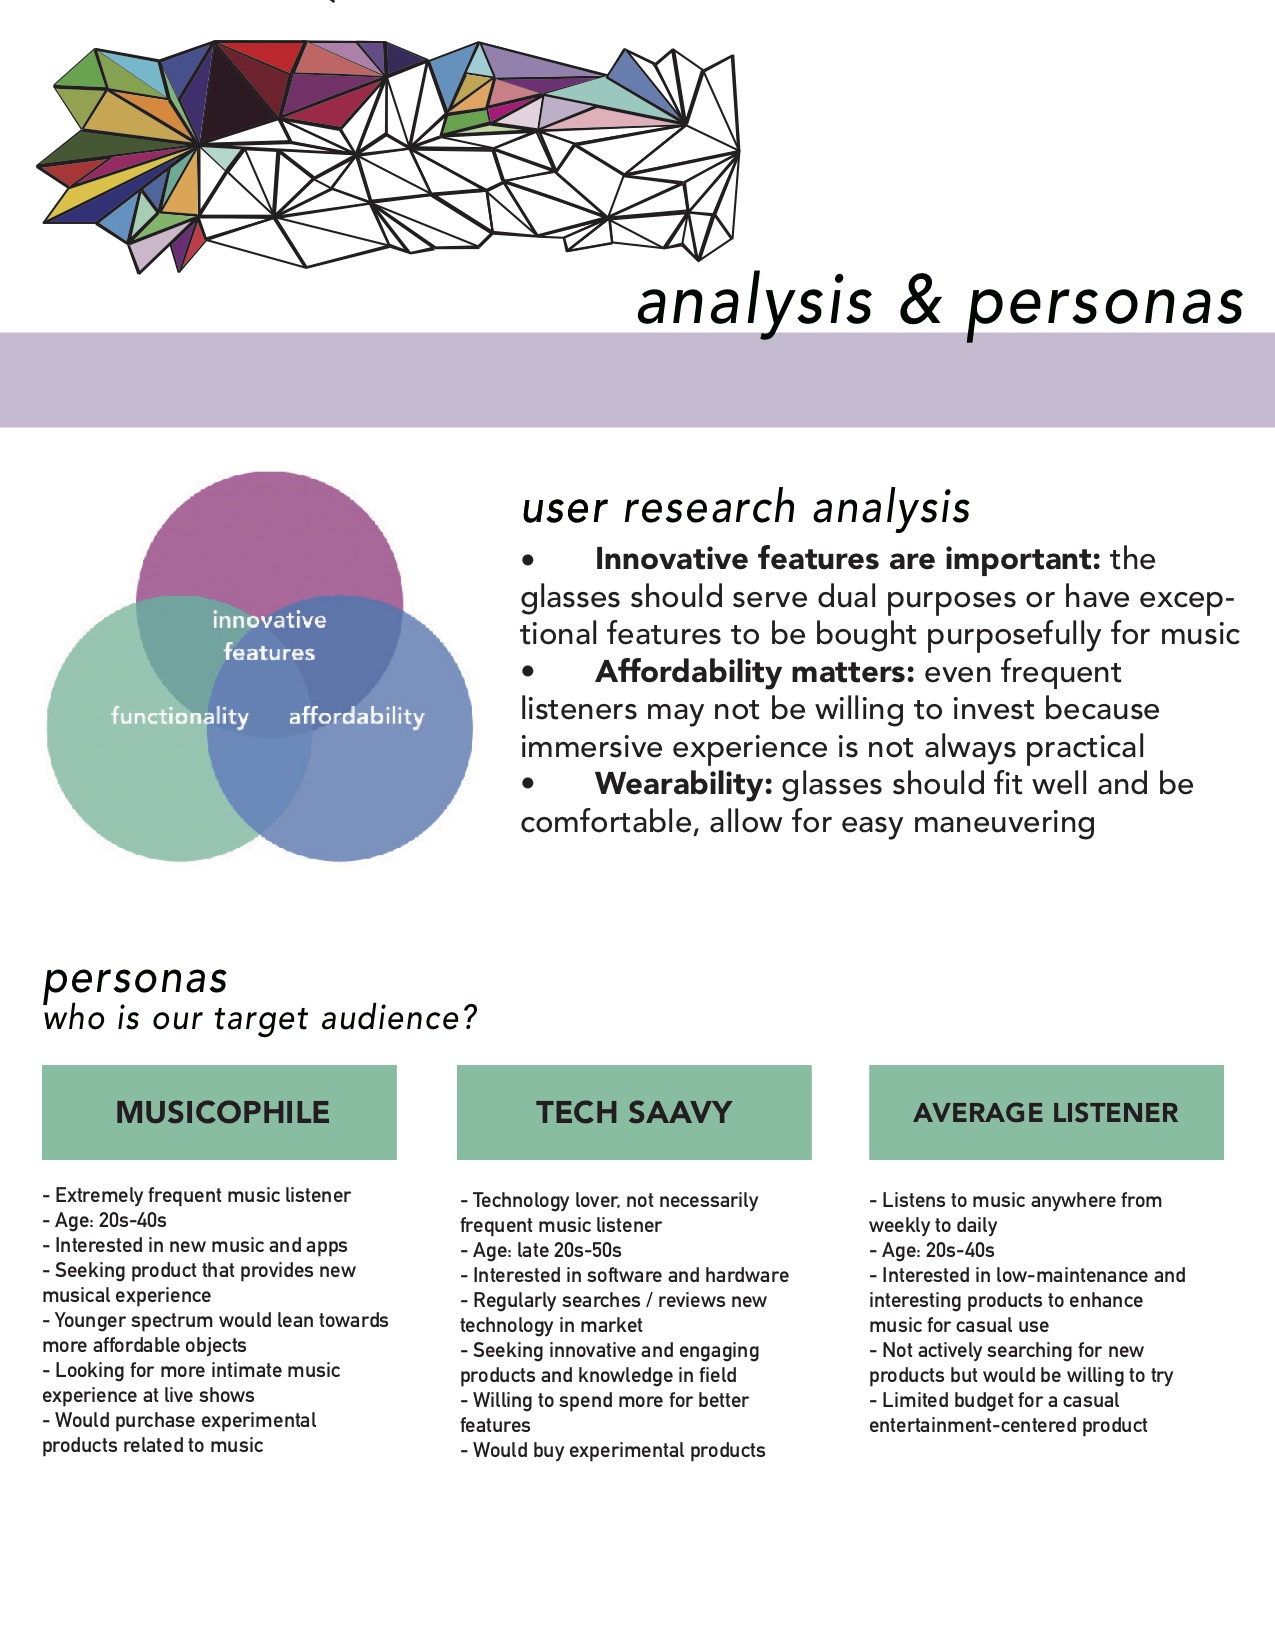 analysis & personas
innovative
features
functionality
affordability
user research analysis
• Innovative features are important: the
glasses should serve dual purposes or have excep-
tional features to be bought purposefully for music
• Affordability matters: even frequent
listeners may not be willing to invest because
immersive experience is not always practical
• Wearability: glasses should fit well and be
comfortable, allow for easy maneuvering
personas
who is our target audience?
MUSICOPHILE
- Extremely frequent music listener
- Age: 20s-40s
- Interested in new music and apps
- Seeking product that provides new
musical experience
- Younger spectrum would lean towards
more affordable objects
- Looking for more intimate music
experience at live shows
- Would purchase experimental
products related to music
TECH SAAVY
- Technology lover, not necessarily
frequent music listener
- Age: late 20s-50s
- Interested in software and hardware
- Regularly searches / reviews new
technology in market
- Seeking innovative and engaging
products and knowledge in field
- Willing to spend more for better
features
- Would buy experimental products
AVERAGE LISTENER
- Listens to music anywhere from
weekly to daily
- Age: 20s-40s
- Interested in low-maintenance and
interesting products to enhance
music for casual use
- Not actively searching for new
products but would be willing to try
- Limited budget for a casual
entertainment-centered product